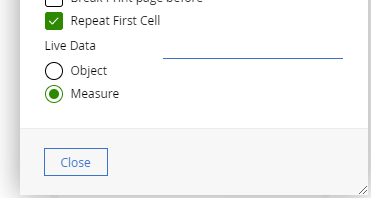 Break Print page before
Repeat First Cell
Live Data
Object
Measure
Close